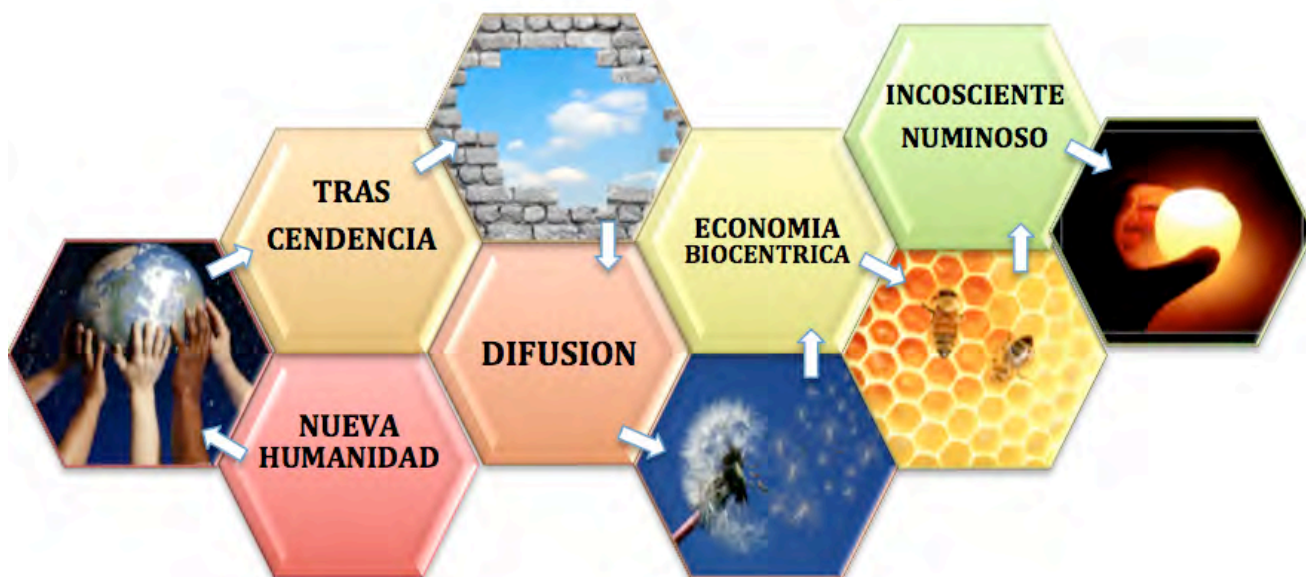 NUEVA
HUMANIDAD
TRAS
CENDENCIA
DIFUSION
ECONOMIA
BIOCENTRICA
INCOSCIENTE
NUMINOSO